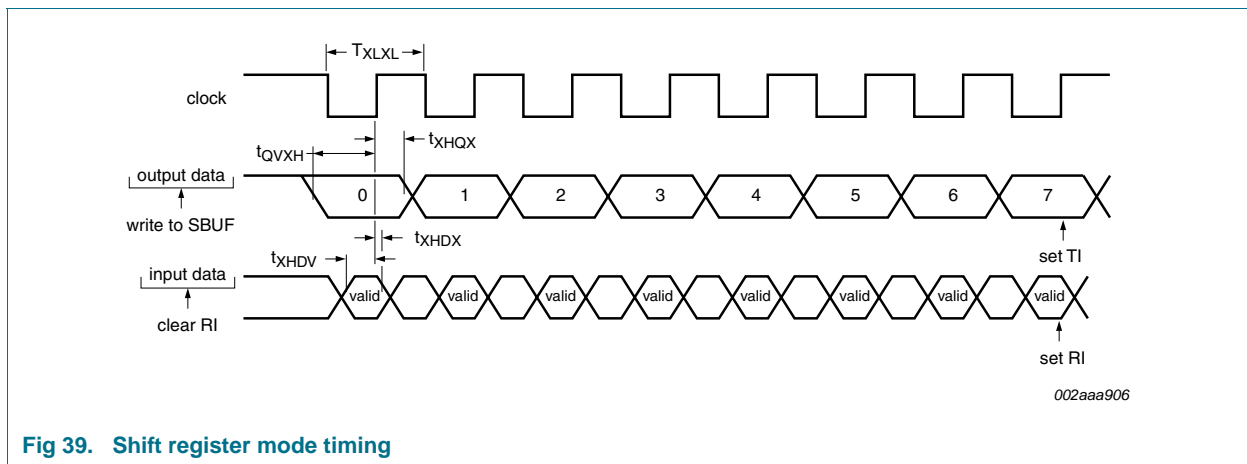 TXLXL
clock
tQVXH
tXHQX
output data
0 1 2 3 4 5 6 7
write to SBUF
tXHDX
set TI
tXHDV
input data
valid valid valid valid valid valid valid valid
clear RI
set RI
002aaa906
Fig 39. Shift register mode timing